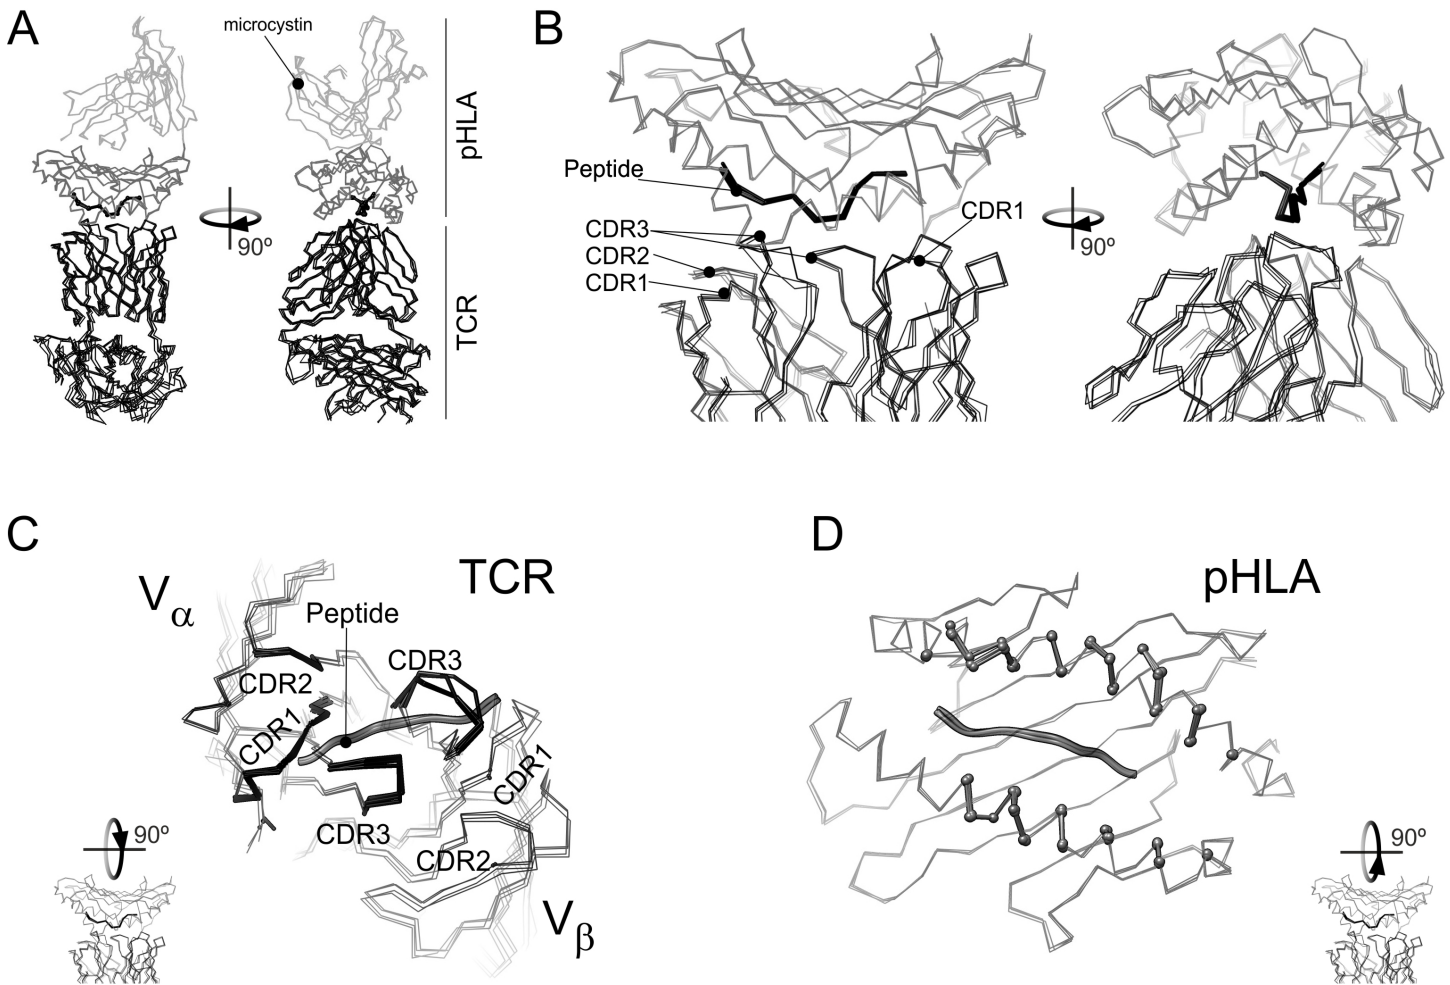 A
microcystin
pHLA
90º
TCR
B
Peptide
CDR3
CDR2
CDR1
CDR1
90º
C
Vα
TCR
Peptide
CDR3
CDR2
CDR1
CDR1
CDR3
CDR2
Vβ
90º
D
pHLA
90º